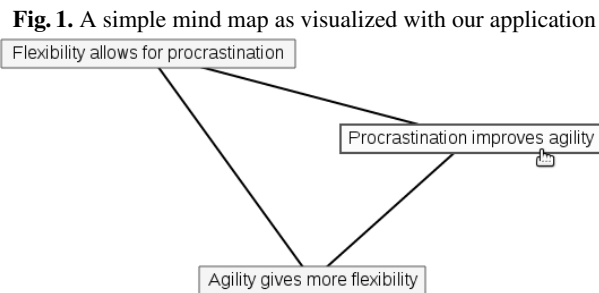 Fig. 1. A simple mind map as visualized with our application
Flexibility allows for procrastination
Procrastination improves agility
Agility gives more flexibility